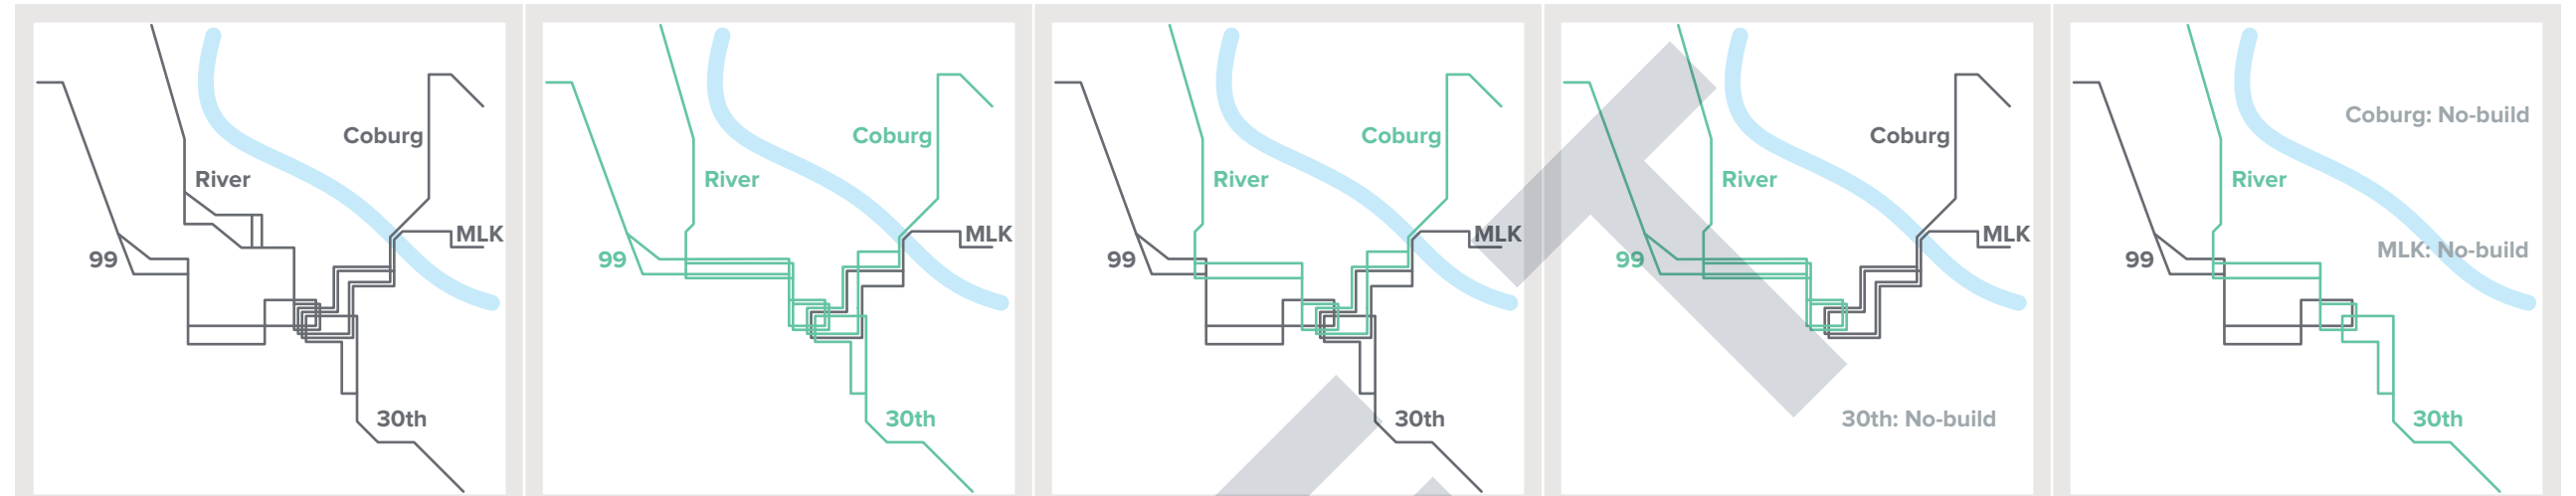 Coburg
River
MLK
99
30th
Coburg
River
MLK
99
30th
Coburg
River
MLK
99
30th
Coburg
River
MLK
99
30th: No-build
Coburg: No-build
River
MLK: No-build
99
30th